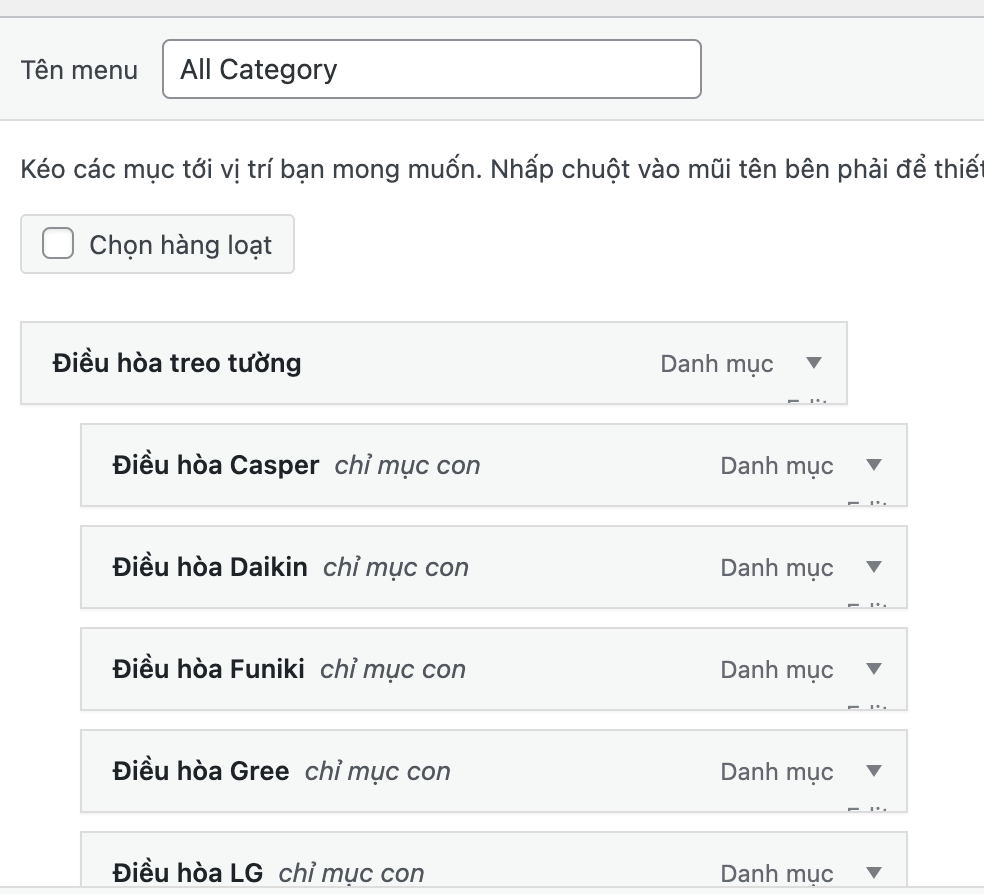 Tên menu
All Category
Kéo các mục tới vị trí bạn mong muốn. Nhấp chuột vào mũi tên bên phải để thiết
Chọn hàng loạt
Điều hòa treo tường Danh mục
Điều hòa Casper chỉ mục con Danh mục
Điều hòa Daikin chỉ mục con Danh mục
Điều hòa Funiki chỉ mục con Danh mục
Điều hòa Gree chỉ mục con Danh mục
Điều hòa LG chỉ mục con Danh mục